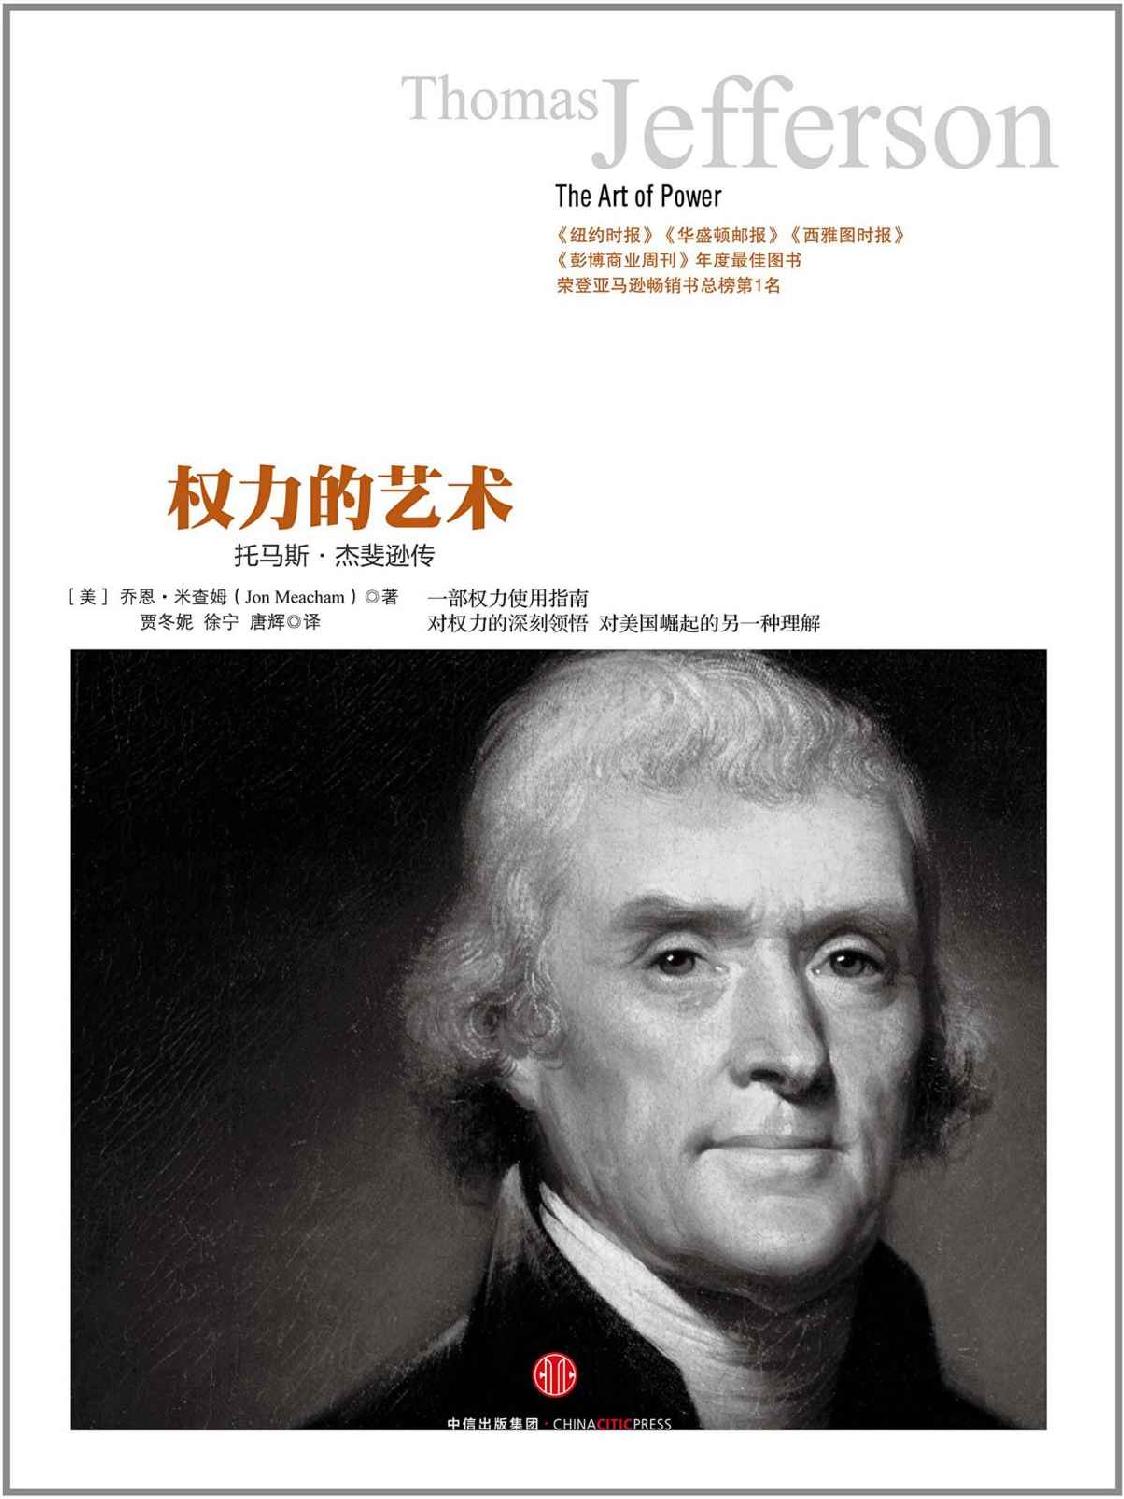 Thomas Jefferson
The Art of Power
《纽约时报》《华盛顿邮报》《西雅图时报》
《彭博商业周刊》年度最佳图书
荣登亚马逊畅销书总榜第1名
权力的艺术
托马斯·杰斐逊传
[美] 乔恩·米查姆（Jon Meacham）◎著
贾冬妮 徐宁 唐辉◎译
一部权力使用指南
对权力的深刻领悟 对美国崛起的另一种理解
中信出版集团·CHINACITICPRESS